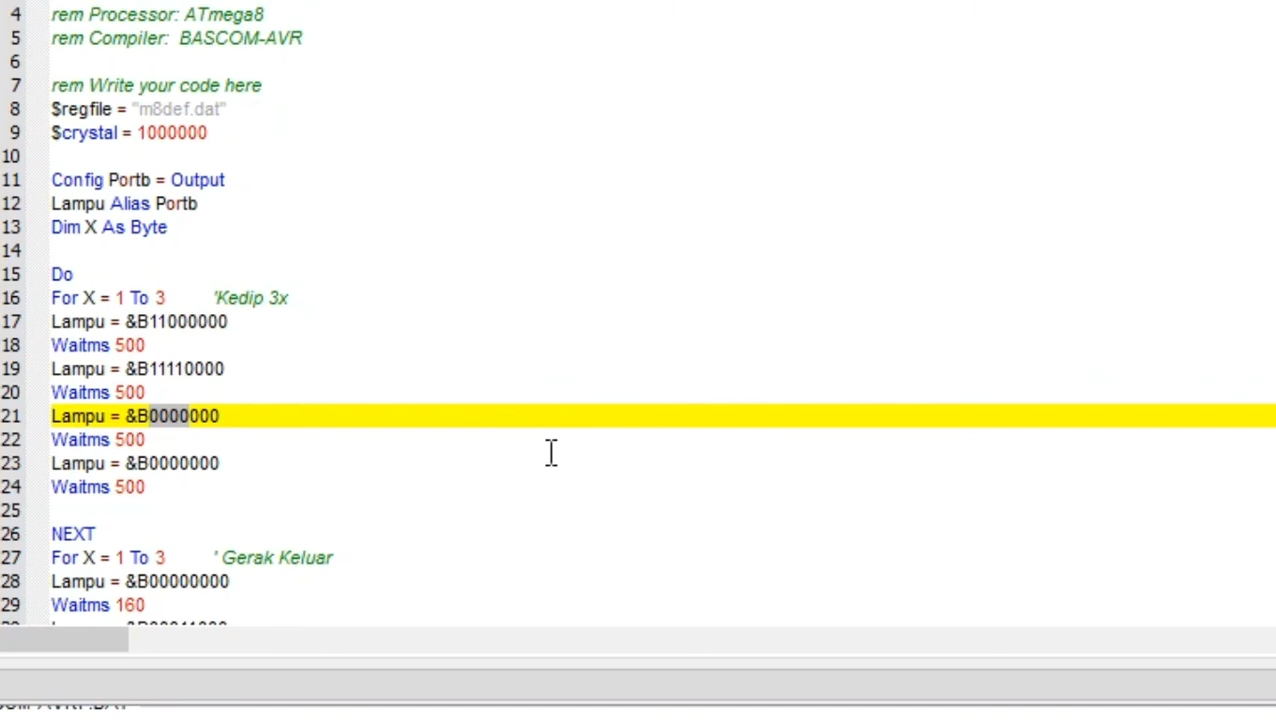 4 rem Processor: ATmega8
5 rem Compiler: BASCOM-AVR
6
7 rem Write your code here
8 $regfile = "m8def.dat"
9 $crystal = 1000000
10
11 Config Portb = Output
12 Lampu Alias Portb
13 Dim X As Byte
14
15 Do
16 For X = 1 To 3 'Kedip 3x
17 Lampu = &B11000000
18 Waitms 500
19 Lampu = &B11110000
20 Waitms 500
21 Lampu = &B0000000
22 Waitms 500
23 Lampu = &B0000000
24 Waitms 500
25
26 NEXT
27 For X = 1 To 3 ' Gerak Keluar
28 Lampu = &B00000000
29 Waitms 160